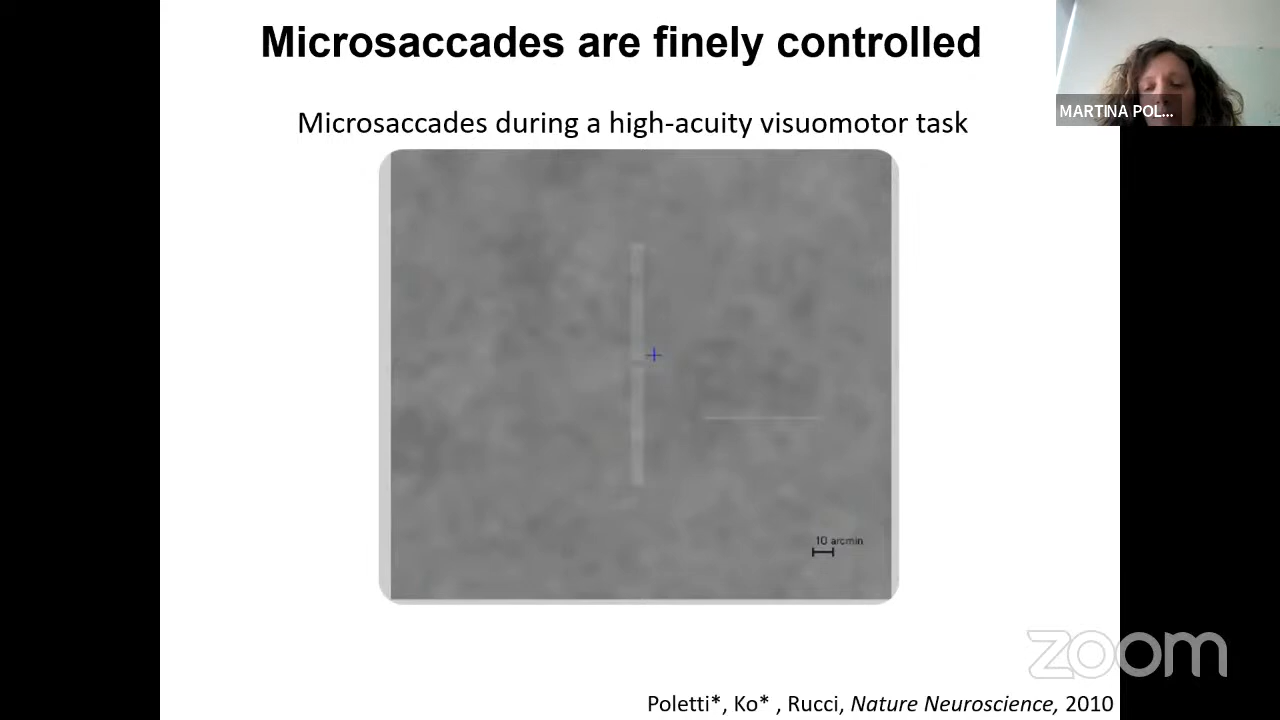 Microsaccades are finely controlled
MARTINA POL...
Microsaccades during a high-acuity visuomotor task
10 arcmin
zoom
Poletti*, Ko* , Rucci, Nature Neuroscience, 2010